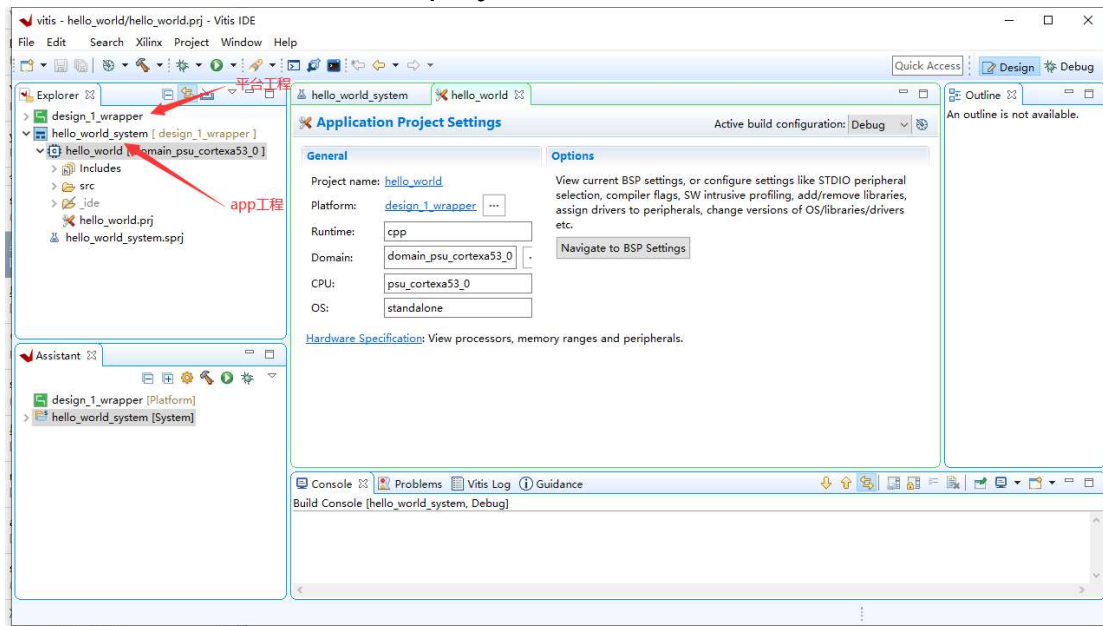 vitis - hello_world/hello_world.prj - Vitis IDE
File Edit Search Xilinx Project Window Help
Quick Access Design Debug
平台工程
Explorer
design_1_wrapper
hello_world_system [ design_1_wrapper ]
hello_world [domain_psu_cortexa53_0 ]
Includes
src
_ide
app工程
hello_world.prj
hello_world_system.sprj
hello_world_system hello_world
Application Project Settings Active build configuration: Debug
General
Project name: hello_world
Platform: design_1_wrapper ...
Runtime: cpp
Domain: domain_psu_cortexa53_0
CPU: psu_cortexa53_0
OS: standalone
Hardware Specification: View processors, memory ranges and peripherals.
Options
View current BSP settings, or configure settings like STDIO peripheral
selection, compiler flags, SW intrusive profiling, add/remove libraries,
assign drivers to peripherals, change versions of OS/libraries/drivers
etc.
Navigate to BSP Settings
Outline
An outline is not available.
Assistant
design_1_wrapper [Platform]
hello_world_system [System]
Console Problems Vitis Log Guidance
Build Console [hello_world_system, Debug]